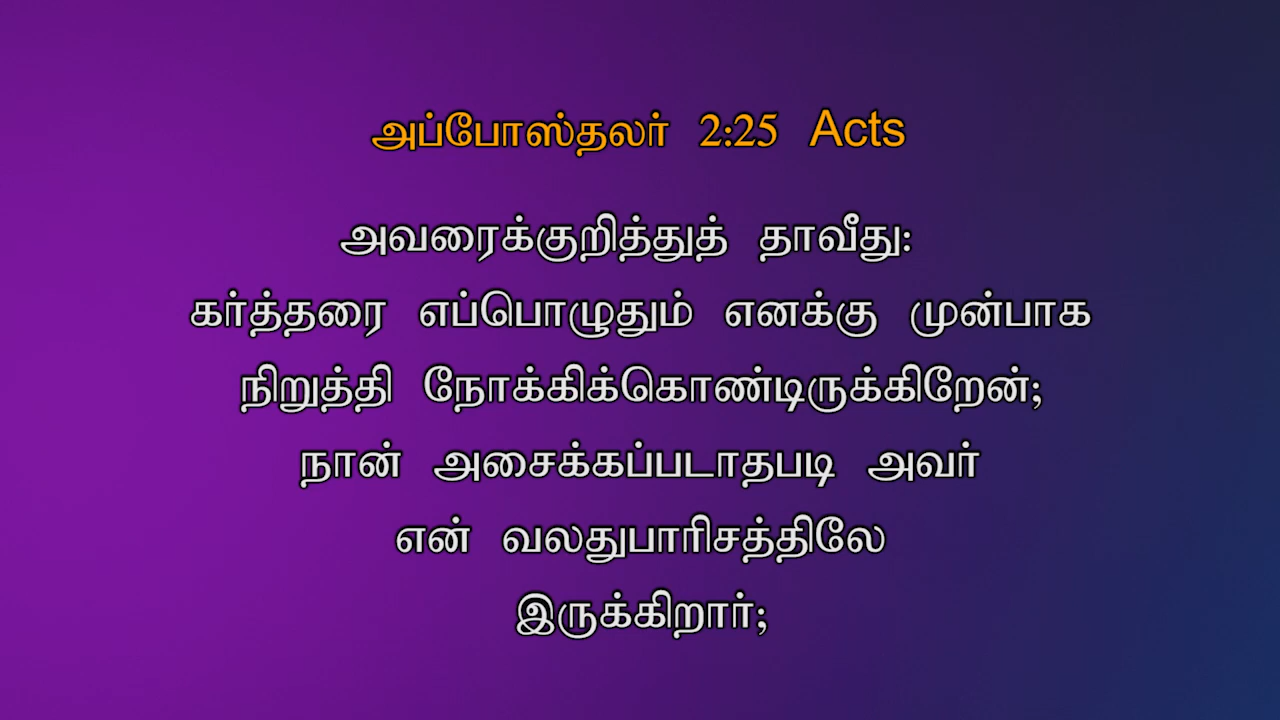 அப்போஸ்தலர் 2:25 Acts
அவரைக்குறித்துத் தாவீது:
கர்த்தரை எப்பொழுதும் எனக்கு முன்பாக
நிறுத்தி நோக்கிக்கொண்டிருக்கிறேன்;
நான் அசைக்கப்படாதபடி அவர்
என் வலதுபாரிசத்திலே
இருக்கிறார்;